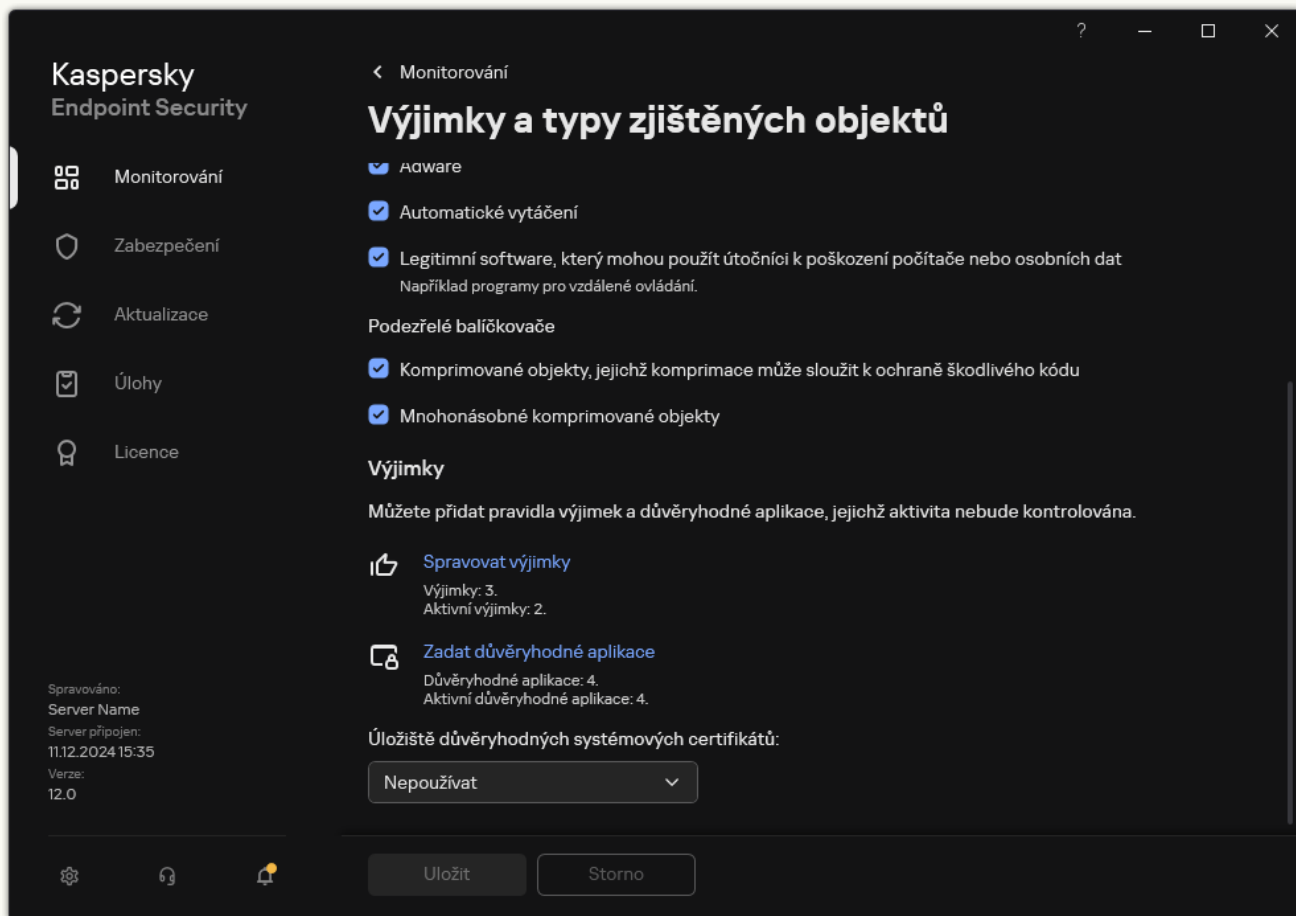 ?
Kaspersky
Endpoint Security
Monitorování
Zabezpečení
Aktualizace
Úlohy
Licence
Spravováno:
Server Name
Server připojen:
11.12.2024 15:35
Verze:
12.0
Monitorování
Výjimky a typy zjištěných objektů
Adware
Automatické vytáčení
Legitimní software, který mohou použít útočníci k poškození počítače nebo osobních dat
Například programy pro vzdálené ovládání.
Podezřelé balíčkovače
Komprimované objekty, jejichž komprimace může sloužit k ochraně škodlivého kódu
Mnohonásobné komprimované objekty
Výjimky
Můžete přidat pravidla výjimek a důvěryhodné aplikace, jejichž aktivita nebude kontrolována.
Spravovat výjimky
Výjimky: 3.
Aktivní výjimky: 2.
Zadat důvěryhodné aplikace
Důvěryhodné aplikace: 4.
Aktivní důvěryhodné aplikace: 4.
Úložiště důvěryhodných systémových certifikátů:
Nepoužívat
Uložit
Storno